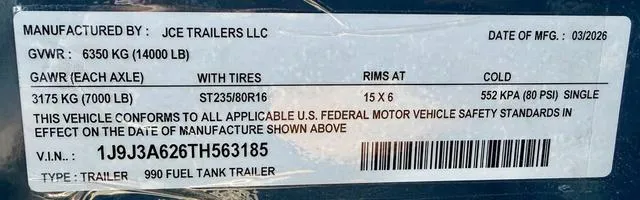 MANUFACTURED BY : JCE TRAILERS LLC DATE OF MFG. : 03/2026
GVWR : 6350 KG (14000 LB)
GAWR (EACH AXLE) WITH TIRES RIMS AT COLD
3175 KG (7000 LB) ST235/80R16 15 X 6 552 KPA (80 PSI) SINGLE
THIS VEHICLE CONFORMS TO ALL APPLICABLE U.S. FEDERAL MOTOR VEHICLE SAFETY STANDARDS IN
EFFECT ON THE DATE OF MANUFACTURE SHOWN ABOVE
V.I.N.. : 1J9J3A626TH563185
TYPE : TRAILER 990 FUEL TANK TRAILER